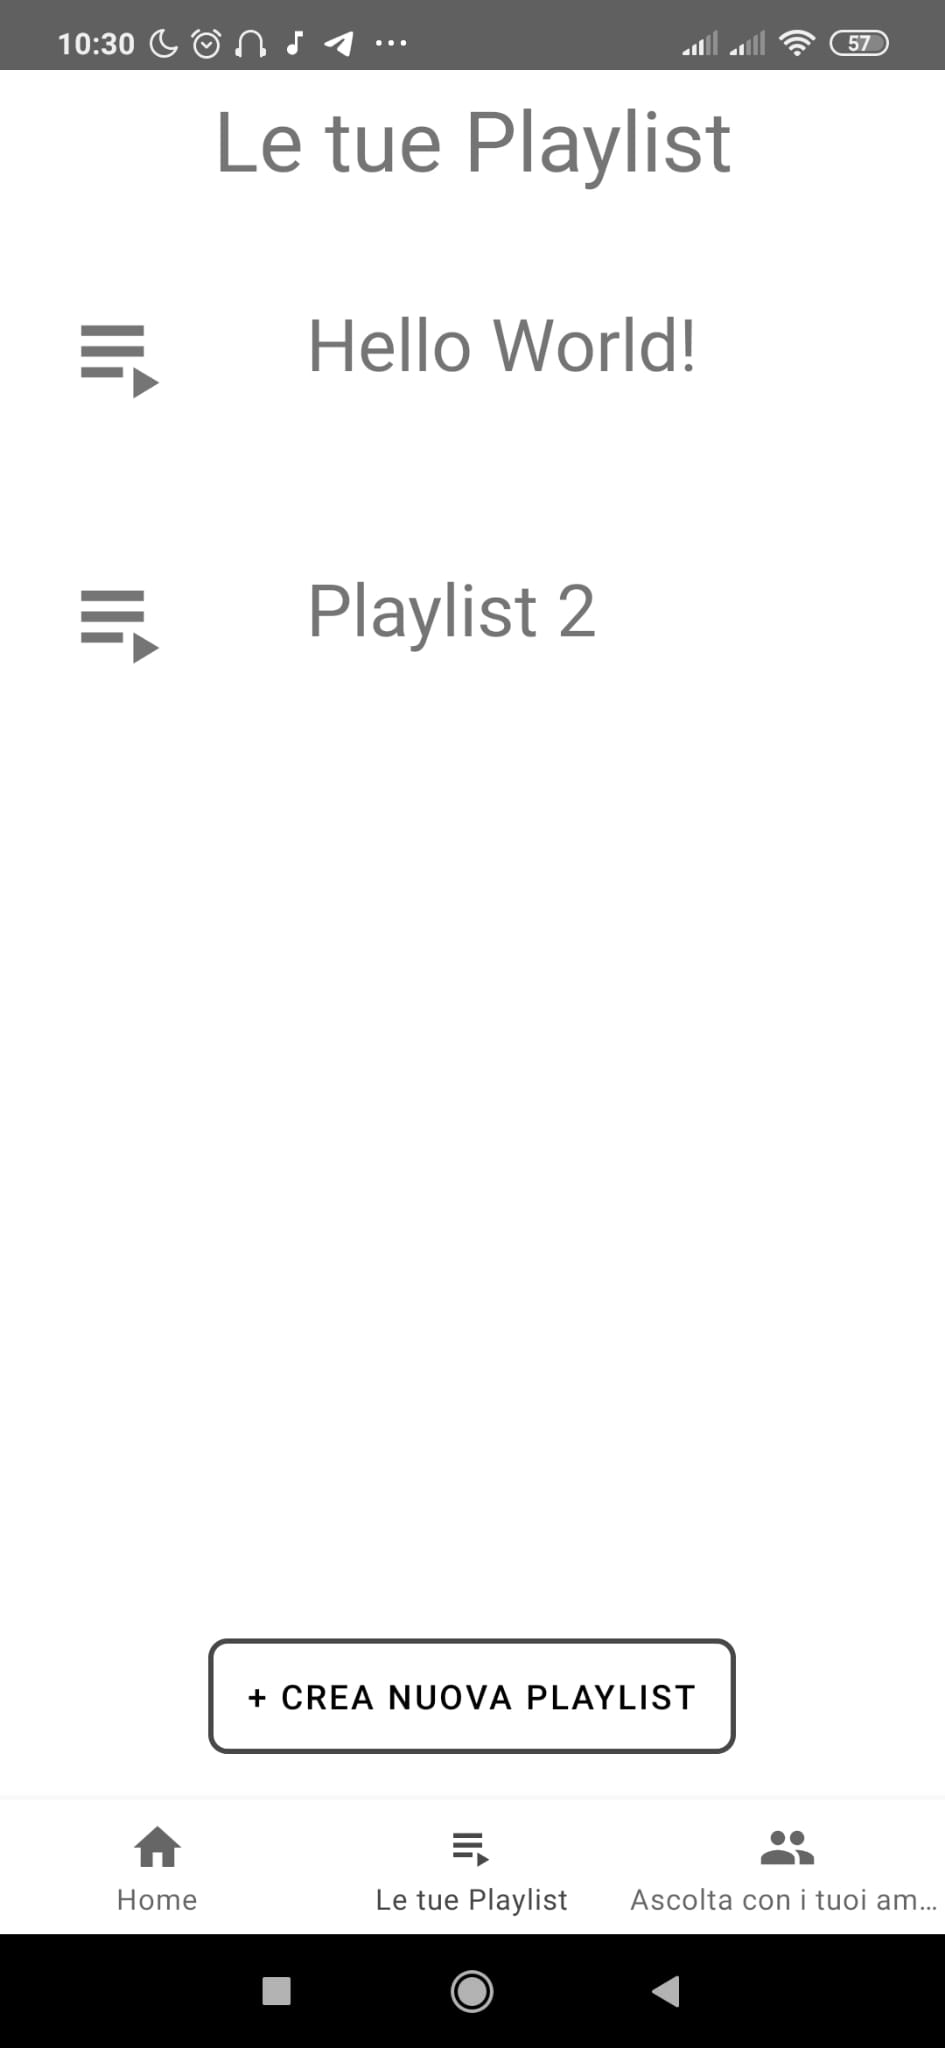 10:30
57
Le tue Playlist
Hello World!
Playlist 2
+ CREA NUOVA PLAYLIST
Home
Le tue Playlist
Ascolta con i tuoi am...